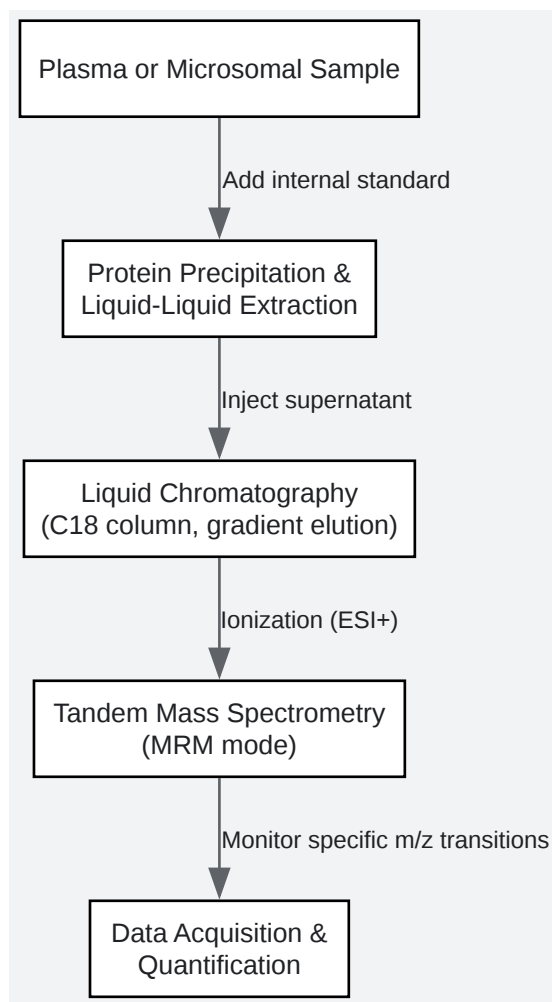 Plasma or Microsomal Sample
Add internal standard
Protein Precipitation &
Liquid-Liquid Extraction
Inject supernatant
Liquid Chromatography
(C18 column, gradient elution)
Ionization (ESI+)
Tandem Mass Spectrometry
(MRM mode)
Monitor specific m/z transitions
Data Acquisition &
Quantification